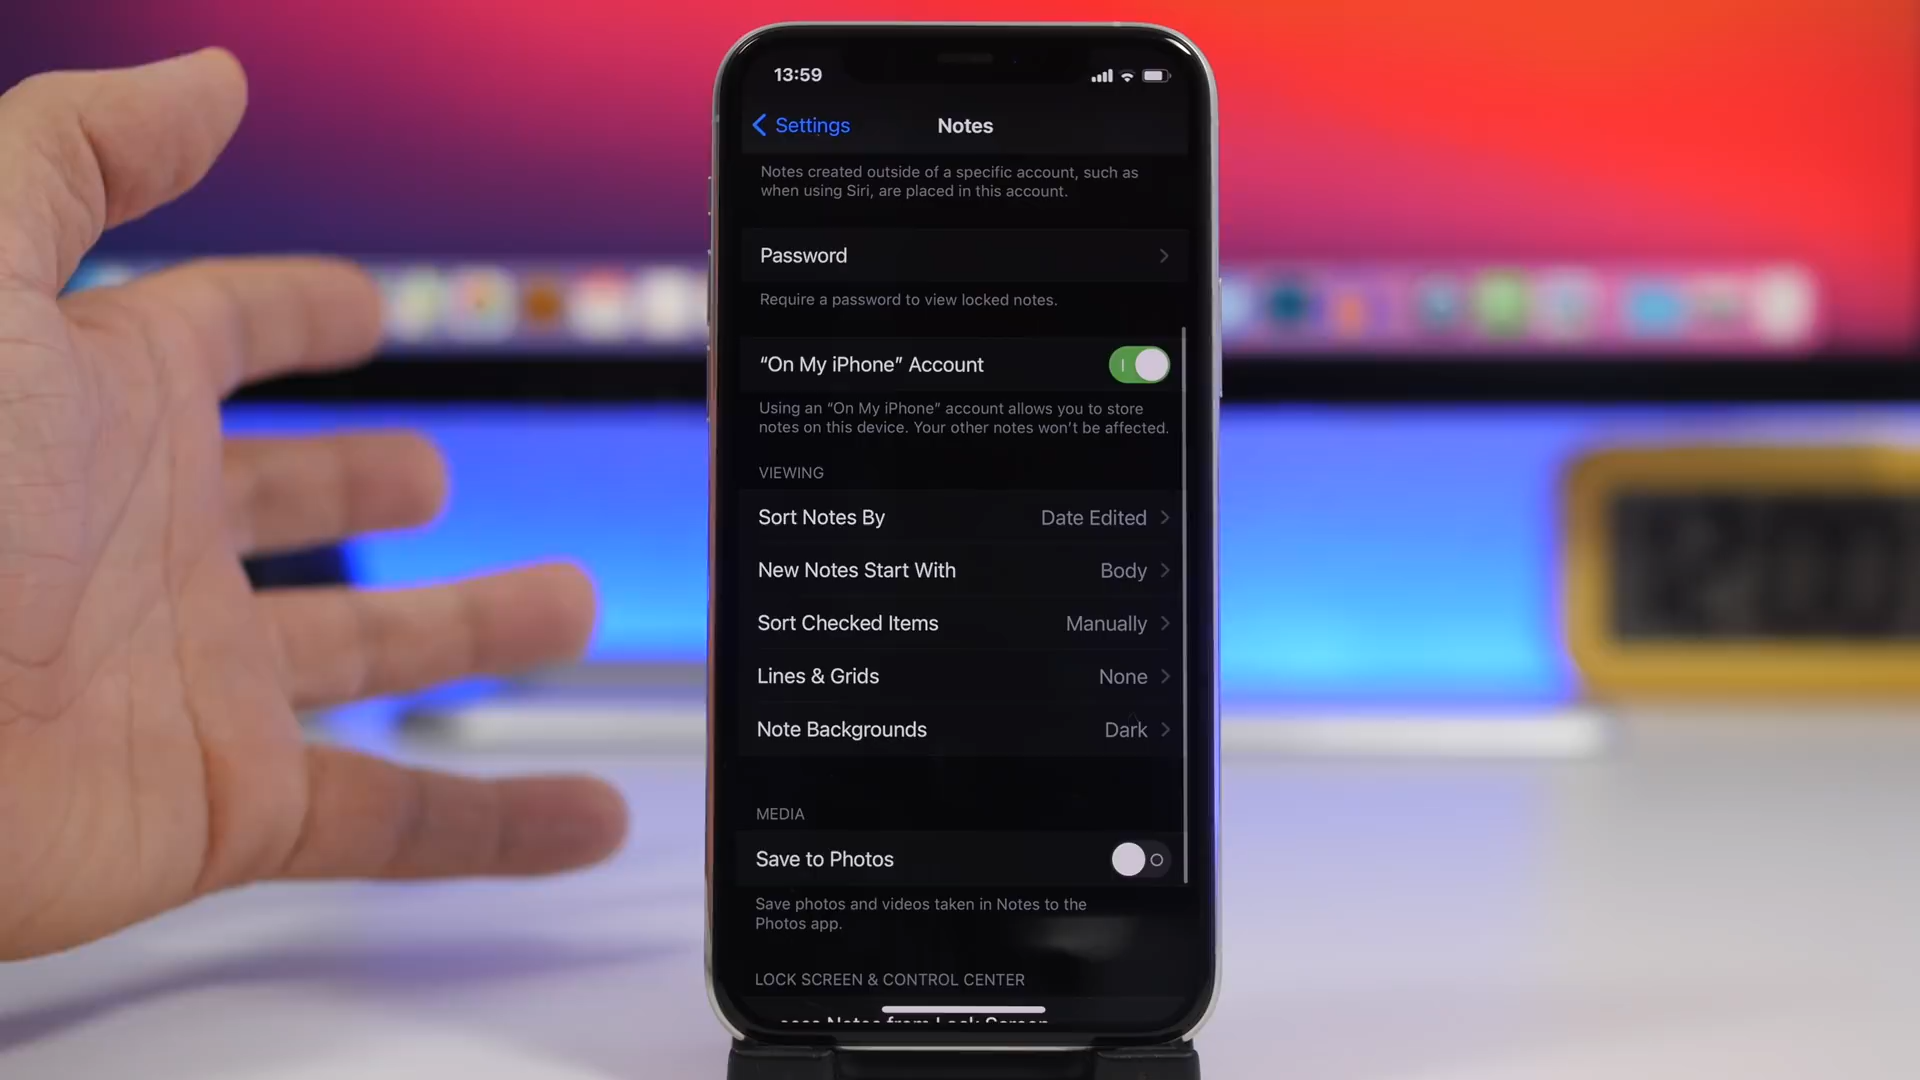 13:59
Settings
Notes
Notes created outside of a specific account, such as
when using Siri, are placed in this account.
Password
Require a password to view locked notes.
“On My iPhone” Account
Using an “On My iPhone” account allows you to store
notes on this device. Your other notes won’t be affected.
VIEWING
Sort Notes By Date Edited
New Notes Start With Body
Sort Checked Items Manually
Lines & Grids None
Note Backgrounds Dark
MEDIA
Save to Photos
Save photos and videos taken in Notes to the
Photos app.
LOCK SCREEN & CONTROL CENTER
Notes from Lock Screen